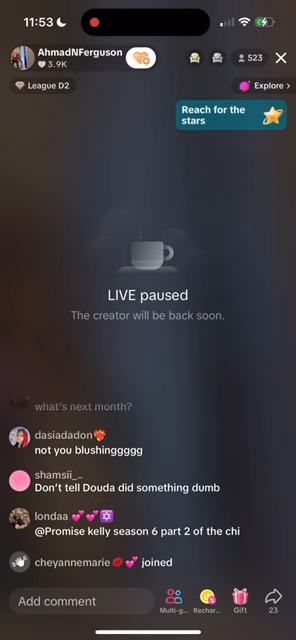 11:53
AhmadNFerguson
3.9K
523
League D2
Explore >
Reach for the
stars
LIVE paused
The creator will be back soon.
what's next month?
dasiadadon❤️‍🔥
not you blushinggggg
shamsii_..
Don't tell Douda did something dumb
londaa 💕💕🔯
@Promise kelly season 6 part 2 of the chi
cheyannemarie💋💕 joined
Add comment
Multi-g...
Rechar...
Gift
23